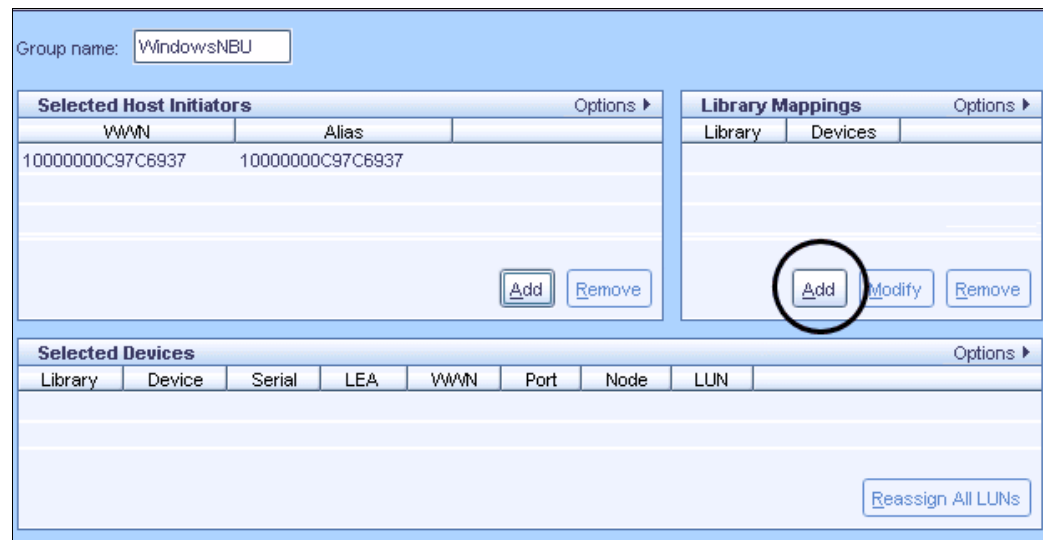 Group name: WindowsNBU
Selected Host Initiators Options
WWN Alias
10000000C97C6937 10000000C97C6937
Add Remove
Library Mappings Options
Library Devices
Add Modify Remove
Selected Devices Options
Library Device Serial LEA WWN Port Node LUN
Reassign All LUNs